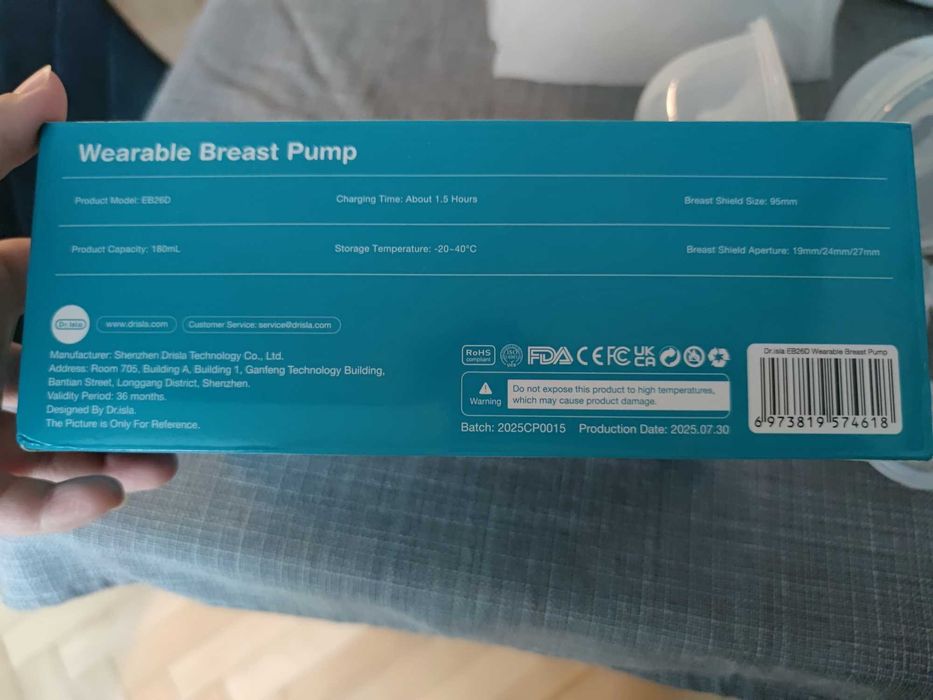 Wearable Breast Pump
Product Model: EB26D
Charging Time: About 1.5 Hours
Breast Shield Size: 95mm
Product Capacity: 180mL
Storage Temperature: -20~40°C
Breast Shield Aperture: 19mm/24mm/27mm
Dr.isla
www.drisla.com
Customer Service: service@drisla.com
Manufacturer: Shenzhen Drisla Technology Co., Ltd.
Address: Room 705, Building A, Building 1, Ganfeng Technology Building,
Bantian Street, Longgang District, Shenzhen.
Validity Period: 36 months.
Designed By Dr.isla.
The Picture is Only For Reference.
RoHS
compliant
ISO
FDA CE FC UK
CA
Warning
Do not expose this product to high temperatures,
which may cause product damage.
Batch: 2025CP0015 Production Date: 2025.07.30
Dr.isla EB26D Wearable Breast Pump
6 973819 574618